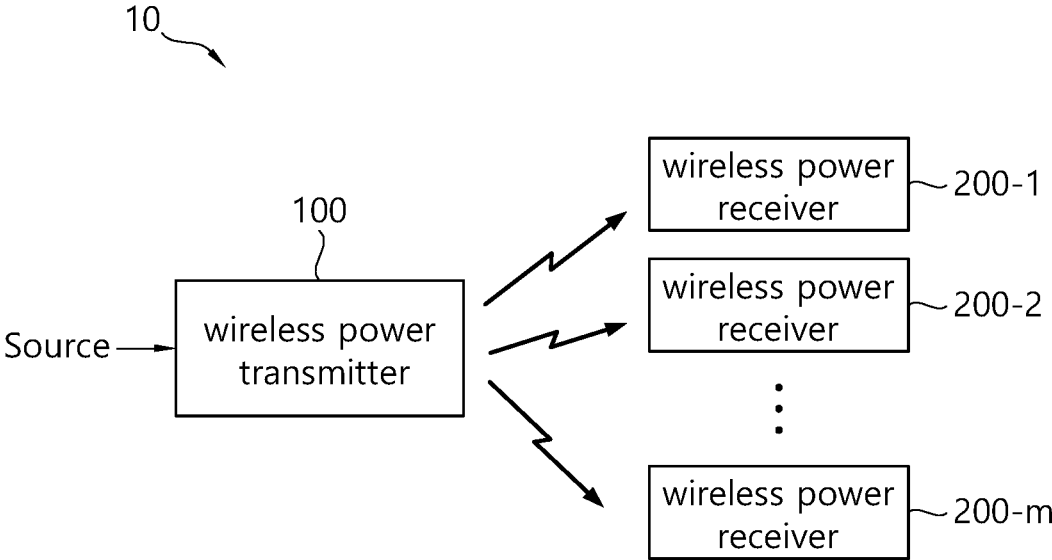 10
wireless power
receiver
200-1
100
wireless power
receiver
200-2
Source
wireless power
transmitter
wireless power
receiver
200-m